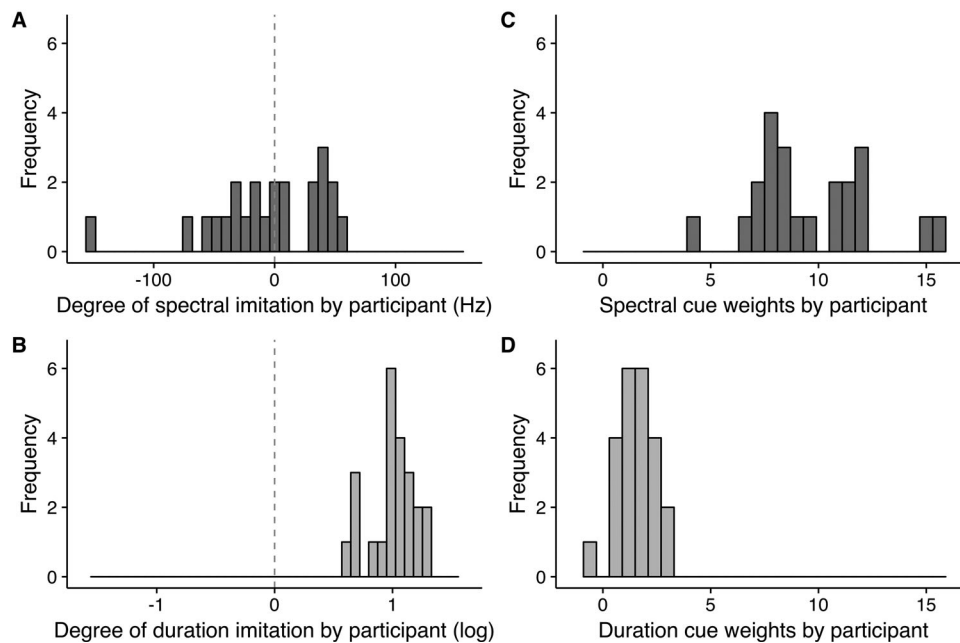 A
6
4
2
0
Frequency
-100
0
100
Degree of spectral imitation by participant (Hz)
C
6
4
2
0
Frequency
0
5
10
15
Spectral cue weights by participant
B
6
4
2
0
Frequency
-1
0
1
Degree of duration imitation by participant (log)
D
6
4
2
0
Frequency
0
5
10
15
Duration cue weights by participant